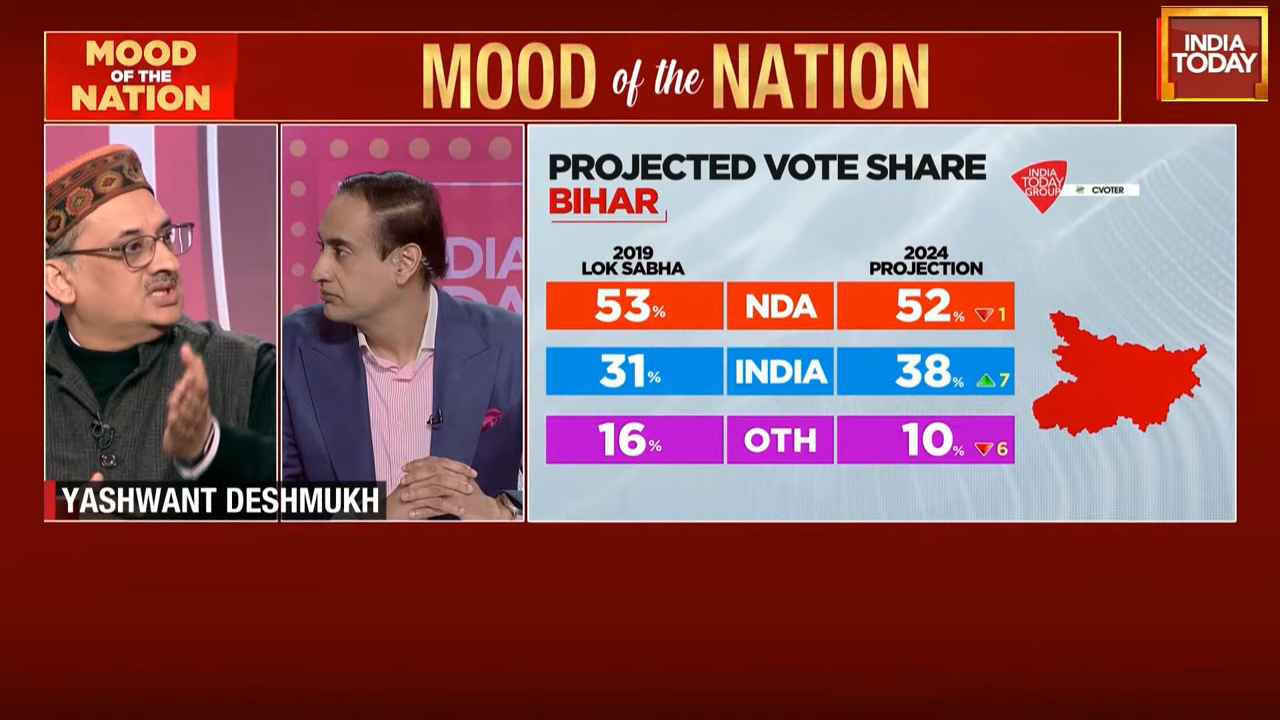 MOOD
OF THE
NATION
MOOD of the NATION
INDIA
TODAY
PROJECTED VOTE SHARE
BIHAR
INDIA
TODAY
GROUP
CVOTER
2019
LOK SABHA
2024
PROJECTION
53% NDA 52% 1
31% INDIA 38% 7
16% OTH 10% 6
DIA
YASHWANT DESHMUKH